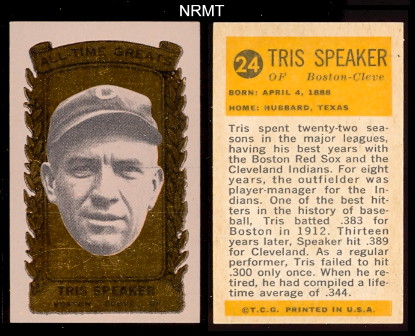 NRMT
ALL-TIME GREATS
TRIS SPEAKER
24 TRIS SPEAKER
OF Boston-Cleve
BORN: APRIL 4, 1888
HOME: HUBBARD, TEXAS
Tris spent twenty-two sea-
sons in the major leagues,
having his best years with
the Boston Red Sox and the
Cleveland Indians. For eight
years, the outfielder was
player-manager for the In-
dians. One of the best hit-
ters in the history of base-
ball, Tris batted .383 for
Boston in 1912. Thirteen
years later, Speaker hit .389
for Cleveland. As a regular
performer, Tris failed to hit
.300 only once. When he re-
tired, he had compiled a life-
time average of .344.
©T.C.G. PRINTED IN U.S.A.